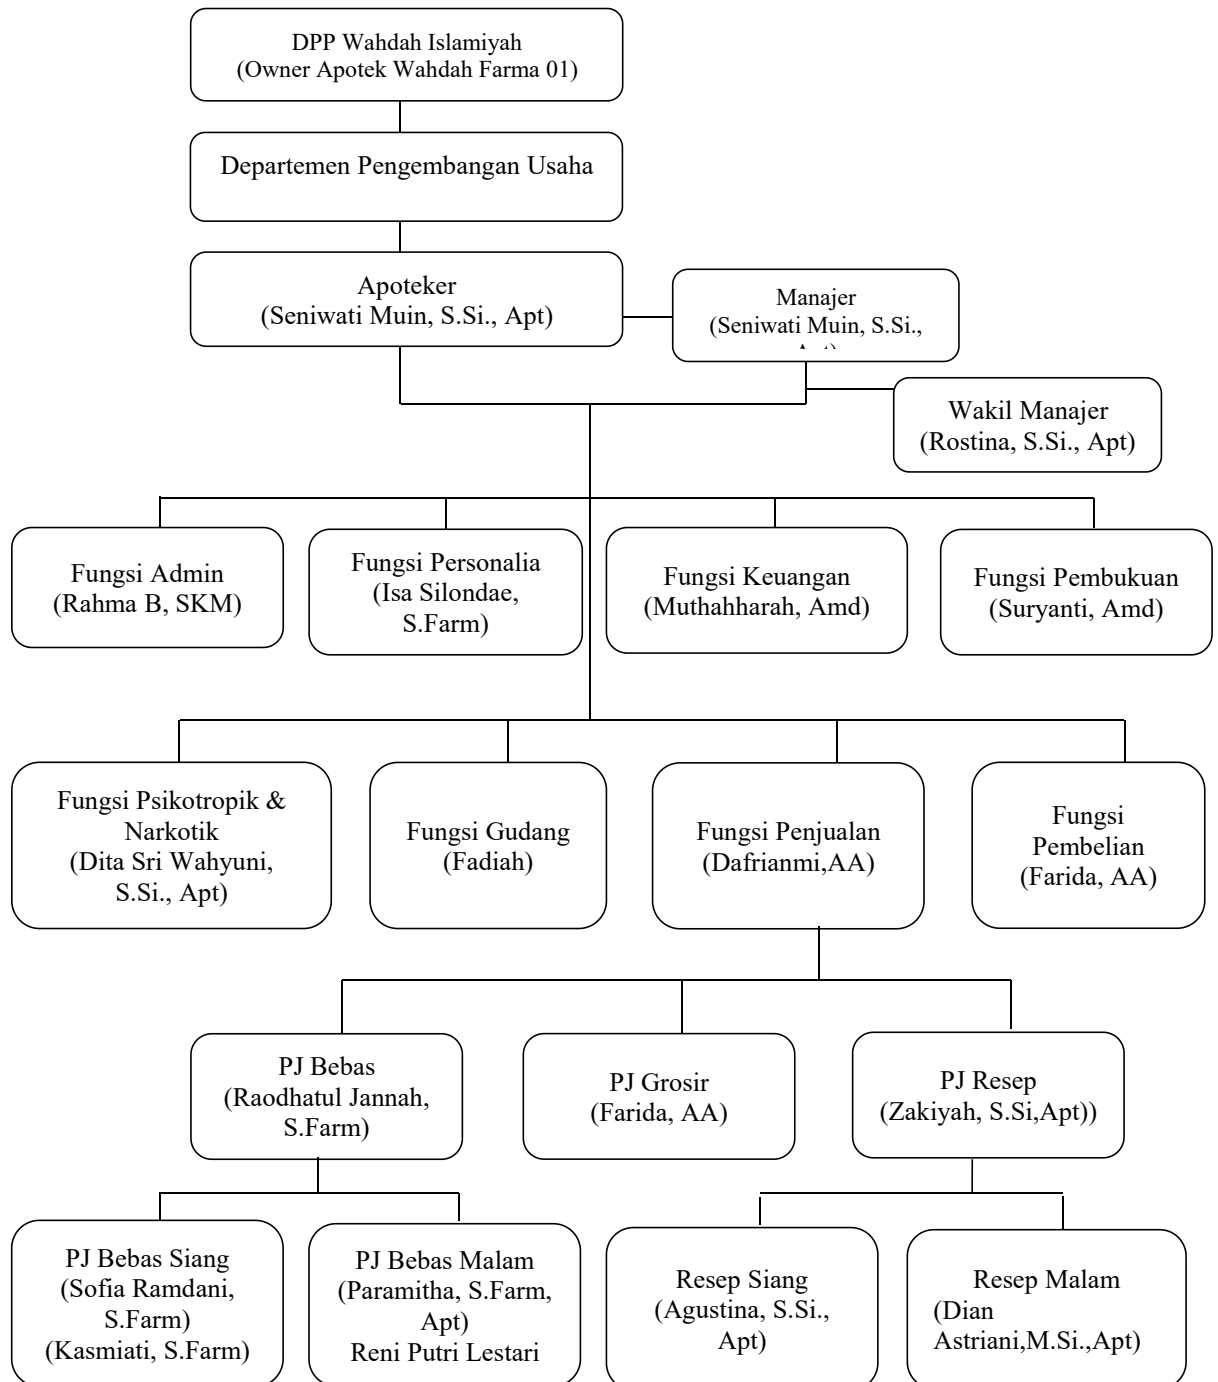 DPP Wahdah Islamiyah
(Owner Apotek Wahdah Farma 01)
Departemen Pengembangan Usaha
Apoteker
(Seniwati Muin, S.Si., Apt)
Manajer
(Seniwati Muin, S.Si.,
Wakil Manajer
(Rostina, S.Si., Apt)
Fungsi Admin
(Rahma B, SKM)
Fungsi Personalia
(Isa Silondae,
S.Farm)
Fungsi Keuangan
(Muthahharah, Amd)
Fungsi Pembukuan
(Suryanti, Amd)
Fungsi Psikotropik &
Narkotik
(Dita Sri Wahyuni,
S.Si., Apt)
Fungsi Gudang
(Fadiah)
Fungsi Penjualan
(Dafrianmi,AA)
Fungsi
Pembelian
(Farida, AA)
PJ Bebas
(Raodhatul Jannah,
S.Farm)
PJ Grosir
(Farida, AA)
PJ Resep
(Zakiyah, S.Si,Apt))
PJ Bebas Siang
(Sofia Ramdani,
S.Farm)
(Kasmiati, S.Farm)
PJ Bebas Malam
(Paramitha, S.Farm,
Apt)
Reni Putri Lestari
Resep Siang
(Agustina, S.Si.,
Apt)
Resep Malam
(Dian
Astriani,M.Si.,Apt)